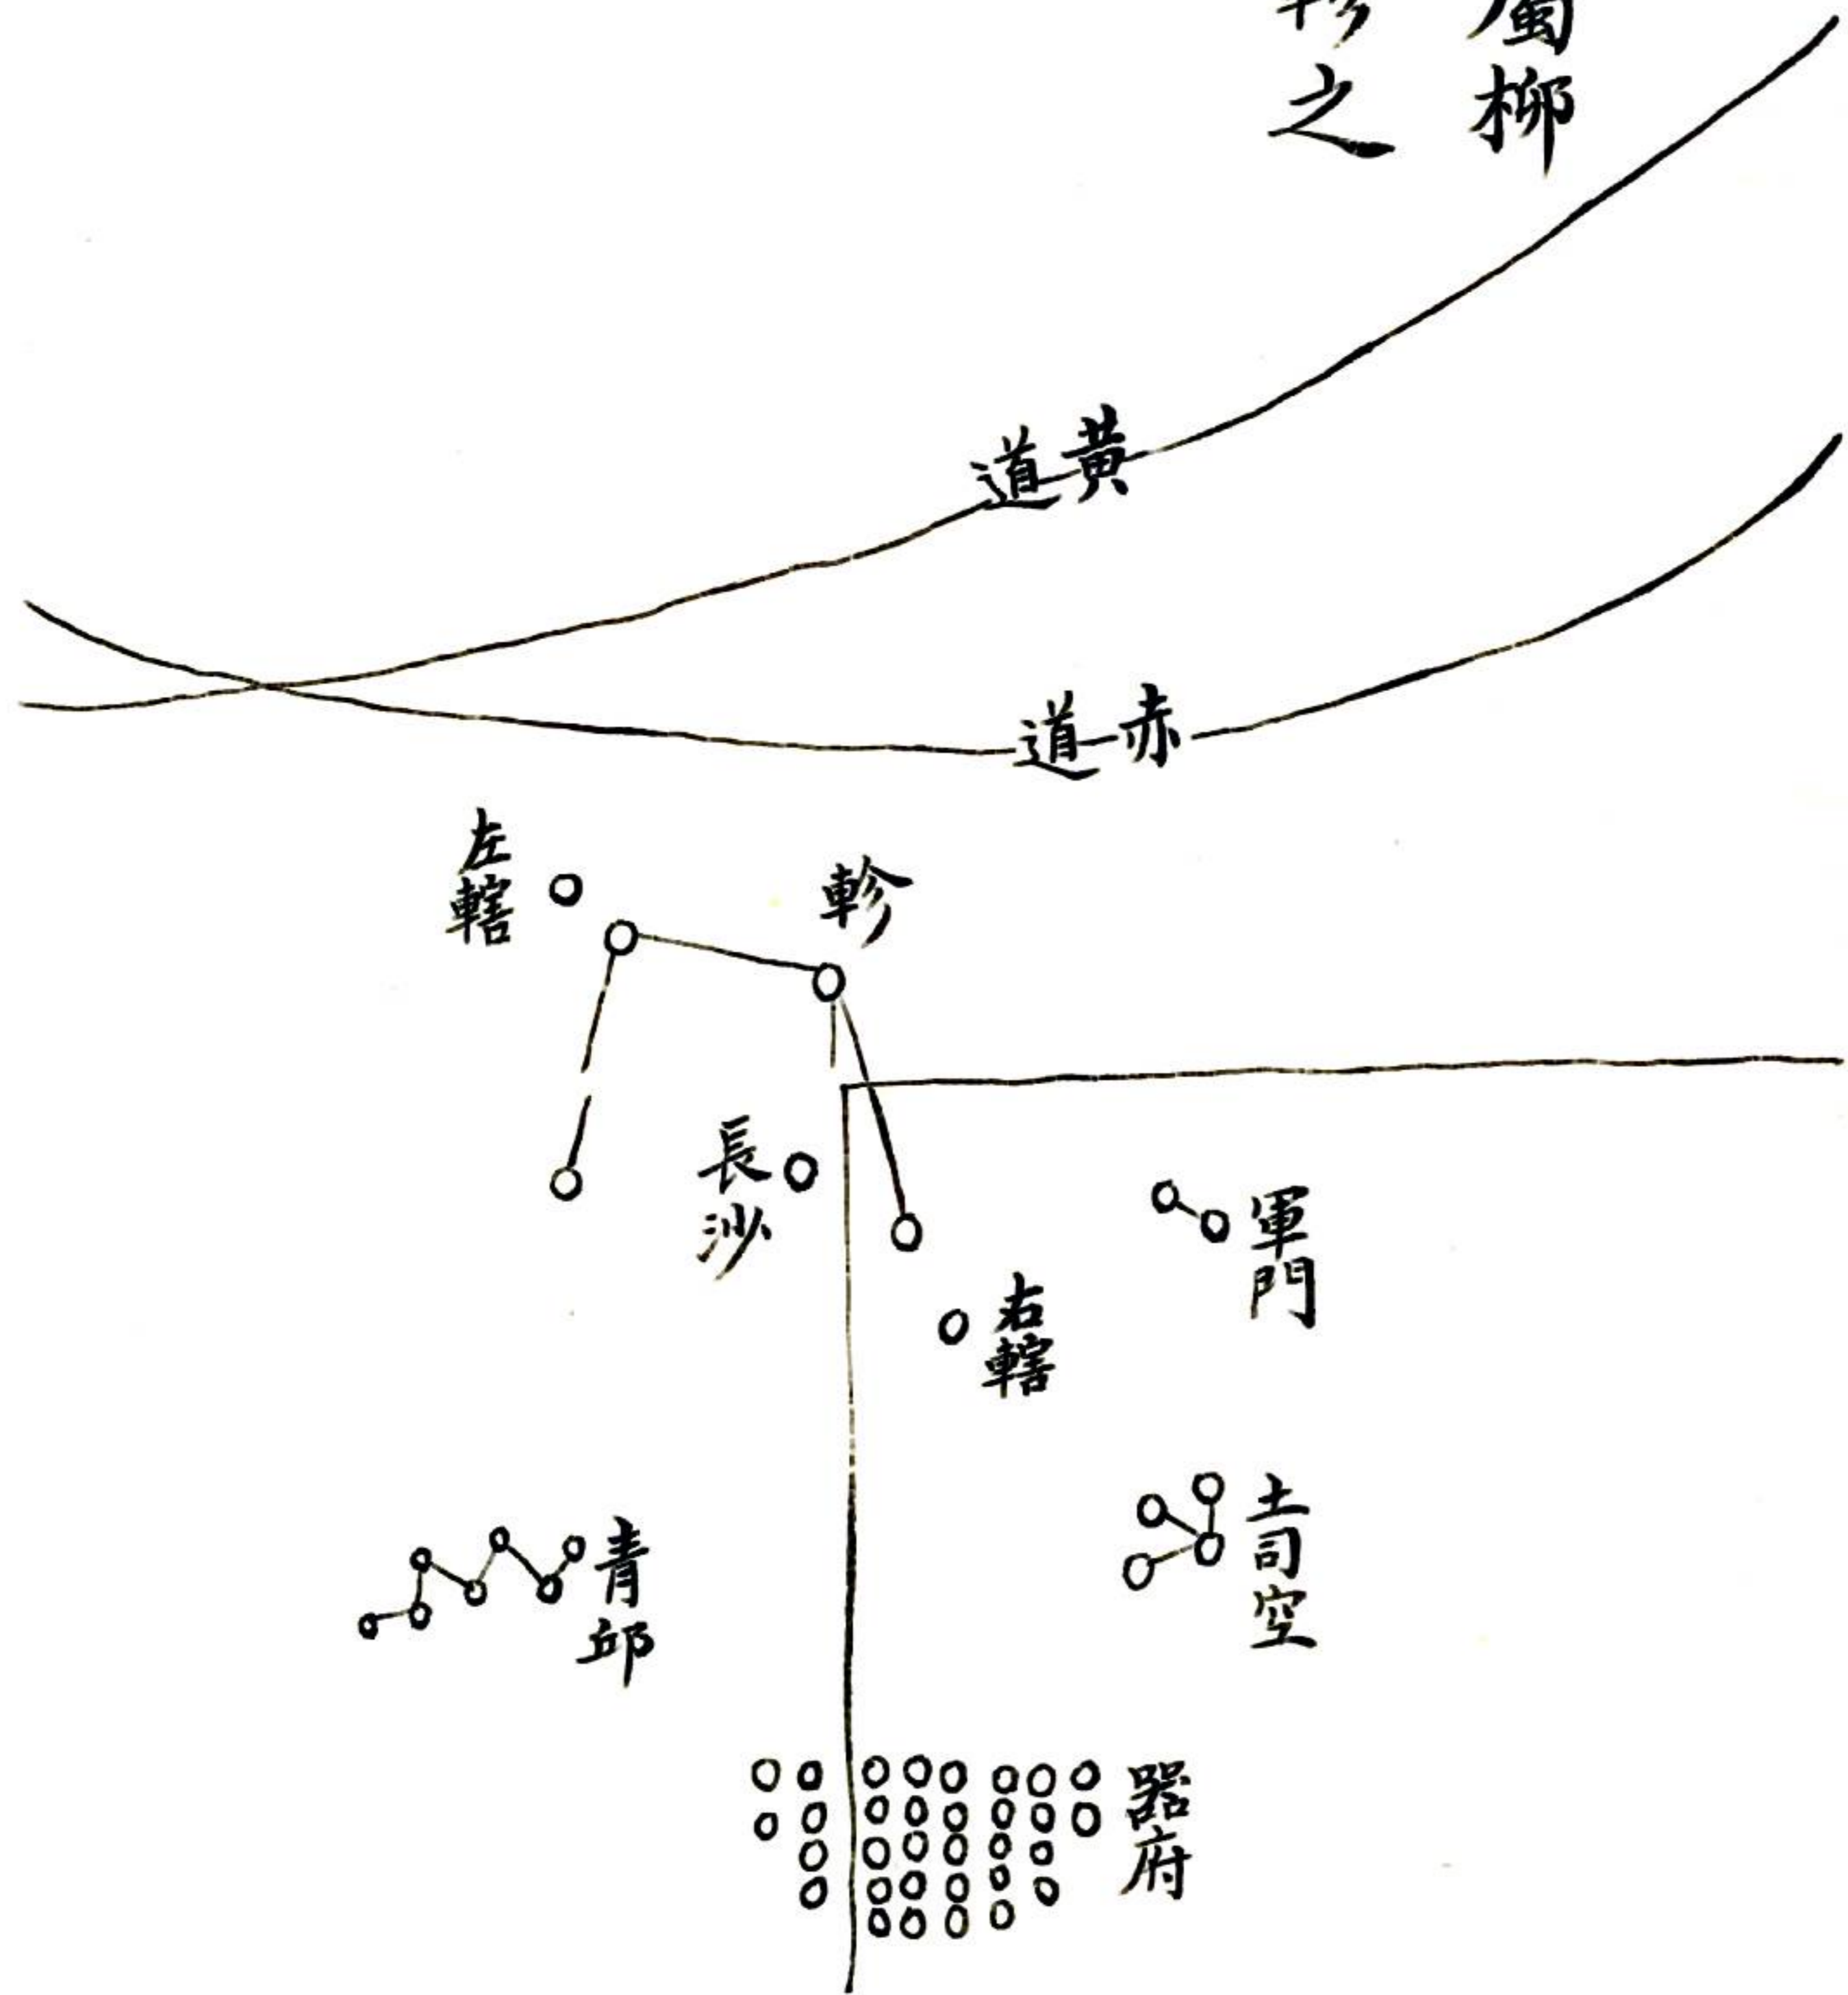 柳
之
黃道
赤道
軫
左轄
長沙
右轄
軍門
土司空
青邱
器府